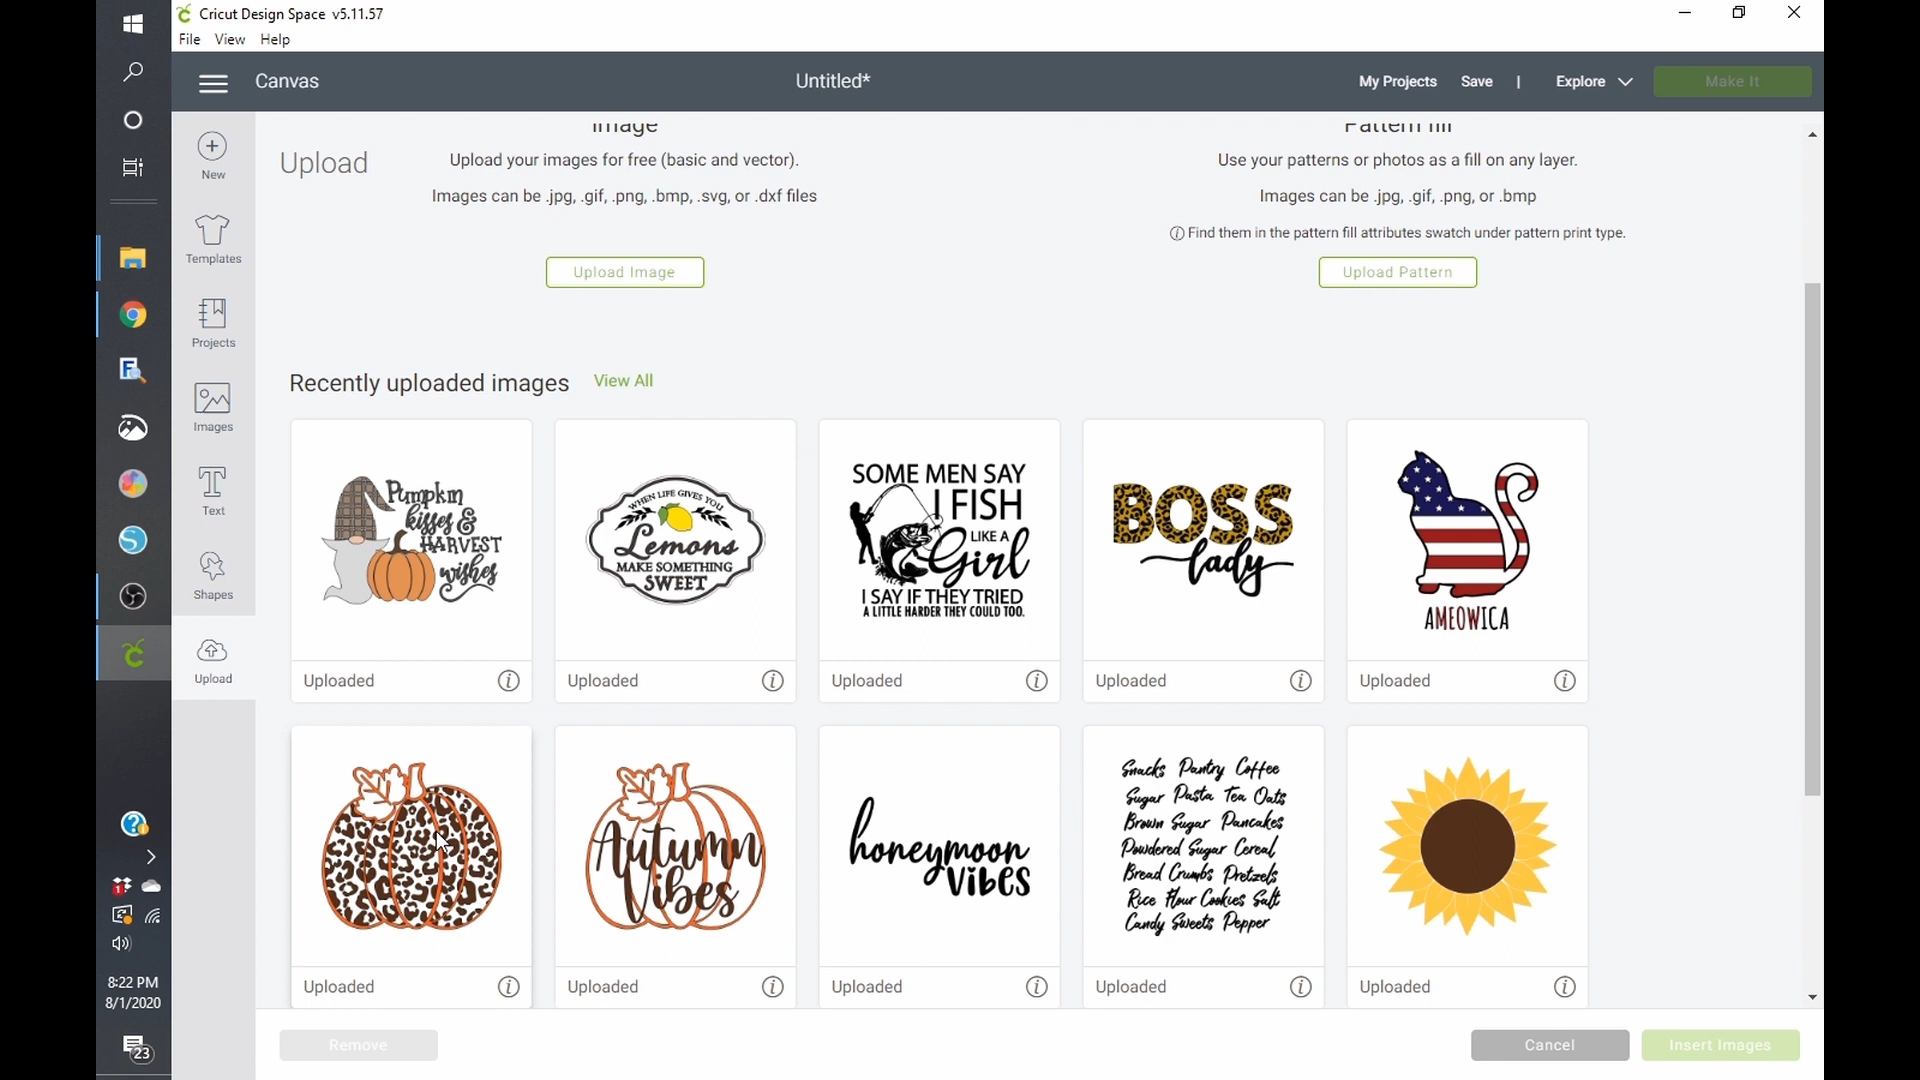 Cricut Design Space v5.11.57
File View Help
Canvas
Untitled*
My Projects Save | Explore Make It
New
Templates
Projects
Images
Text
Shapes
Upload
8:22 PM
8/1/2020
23
1
Upload
Image
Upload your images for free (basic and vector).
Images can be .jpg, .gif, .png, .bmp, .svg, or .dxf files
Upload Image
Pattern fill
Use your patterns or photos as a fill on any layer.
Images can be .jpg, .gif, .png, or .bmp
Find them in the pattern fill attributes swatch under pattern print type.
Upload Pattern
Recently uploaded images View All
Pumpkin
kisses &
HARVEST
wishes
Uploaded
WHEN LIFE GIVES YOU
Lemons
MAKE SOMETHING
SWEET
Uploaded
SOME MEN SAY
I FISH
LIKE A
Girl
I SAY IF THEY TRIED
A LITTLE HARDER THEY COULD TOO.
Uploaded
BOSS
lady
Uploaded
AMEOWICA
Uploaded
Uploaded
Autumn
Vibes
Uploaded
honeymoon
vibes
Uploaded
Snacks Pantry Coffee
Sugar Pasta Tea Oats
Brown Sugar Pancakes
Powdered Sugar Cereal
Bread Crumbs Pretzels
Rice Flour Cookies Salt
Candy Sweets Pepper
Uploaded
Uploaded
Remove
Cancel
Insert Images